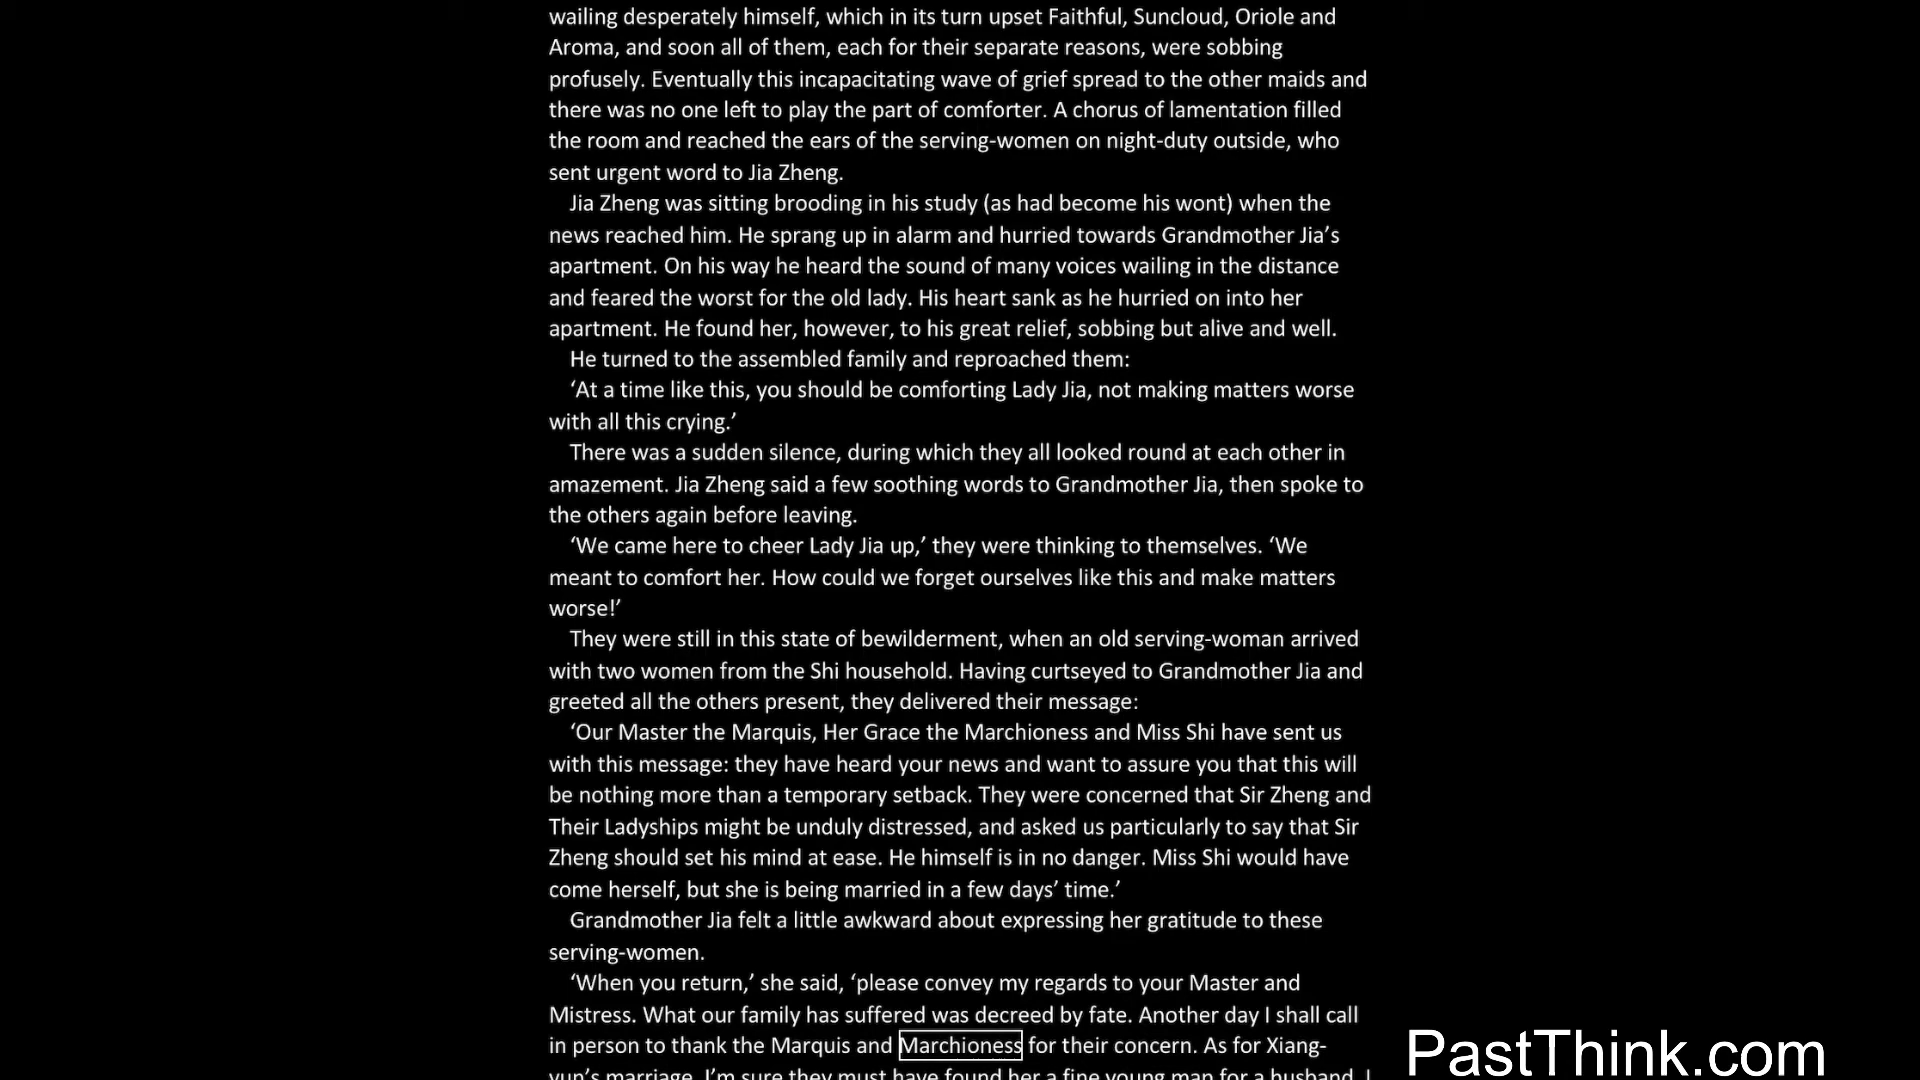 wailing desperately himself, which in its turn upset Faithful, Suncloud, Oriole and
Aroma, and soon all of them, each for their separate reasons, were sobbing
profusely. Eventually this incapacitating wave of grief spread to the other maids and
there was no one left to play the part of comforter. A chorus of lamentation filled
the room and reached the ears of the serving-women on night-duty outside, who
sent urgent word to Jia Zheng.
Jia Zheng was sitting brooding in his study (as had become his wont) when the
news reached him. He sprang up in alarm and hurried towards Grandmother Jia’s
apartment. On his way he heard the sound of many voices wailing in the distance
and feared the worst for the old lady. His heart sank as he hurried on into her
apartment. He found her, however, to his great relief, sobbing but alive and well.
He turned to the assembled family and reproached them:
‘At a time like this, you should be comforting Lady Jia, not making matters worse
with all this crying.’
There was a sudden silence, during which they all looked round at each other in
amazement. Jia Zheng said a few soothing words to Grandmother Jia, then spoke to
the others again before leaving.
‘We came here to cheer Lady Jia up,’ they were thinking to themselves. ‘We
meant to comfort her. How could we forget ourselves like this and make matters
worse!’
They were still in this state of bewilderment, when an old serving-woman arrived
with two women from the Shi household. Having curtseyed to Grandmother Jia and
greeted all the others present, they delivered their message:
‘Our Master the Marquis, Her Grace the Marchioness and Miss Shi have sent us
with this message: they have heard your news and want to assure you that this will
be nothing more than a temporary setback. They were concerned that Sir Zheng and
Their Ladyships might be unduly distressed, and asked us particularly to say that Sir
Zheng should set his mind at ease. He himself is in no danger. Miss Shi would have
come herself, but she is being married in a few days’ time.’
Grandmother Jia felt a little awkward about expressing her gratitude to these
serving-women.
‘When you return,’ she said, ‘please convey my regards to your Master and
Mistress. What our family has suffered was decreed by fate. Another day I shall call
in person to thank the Marquis and Marchioness for their concern. As for Xiang-
yun’s marriage, I’m sure they must have found her a fine young man for a husband. I
PastThink.com